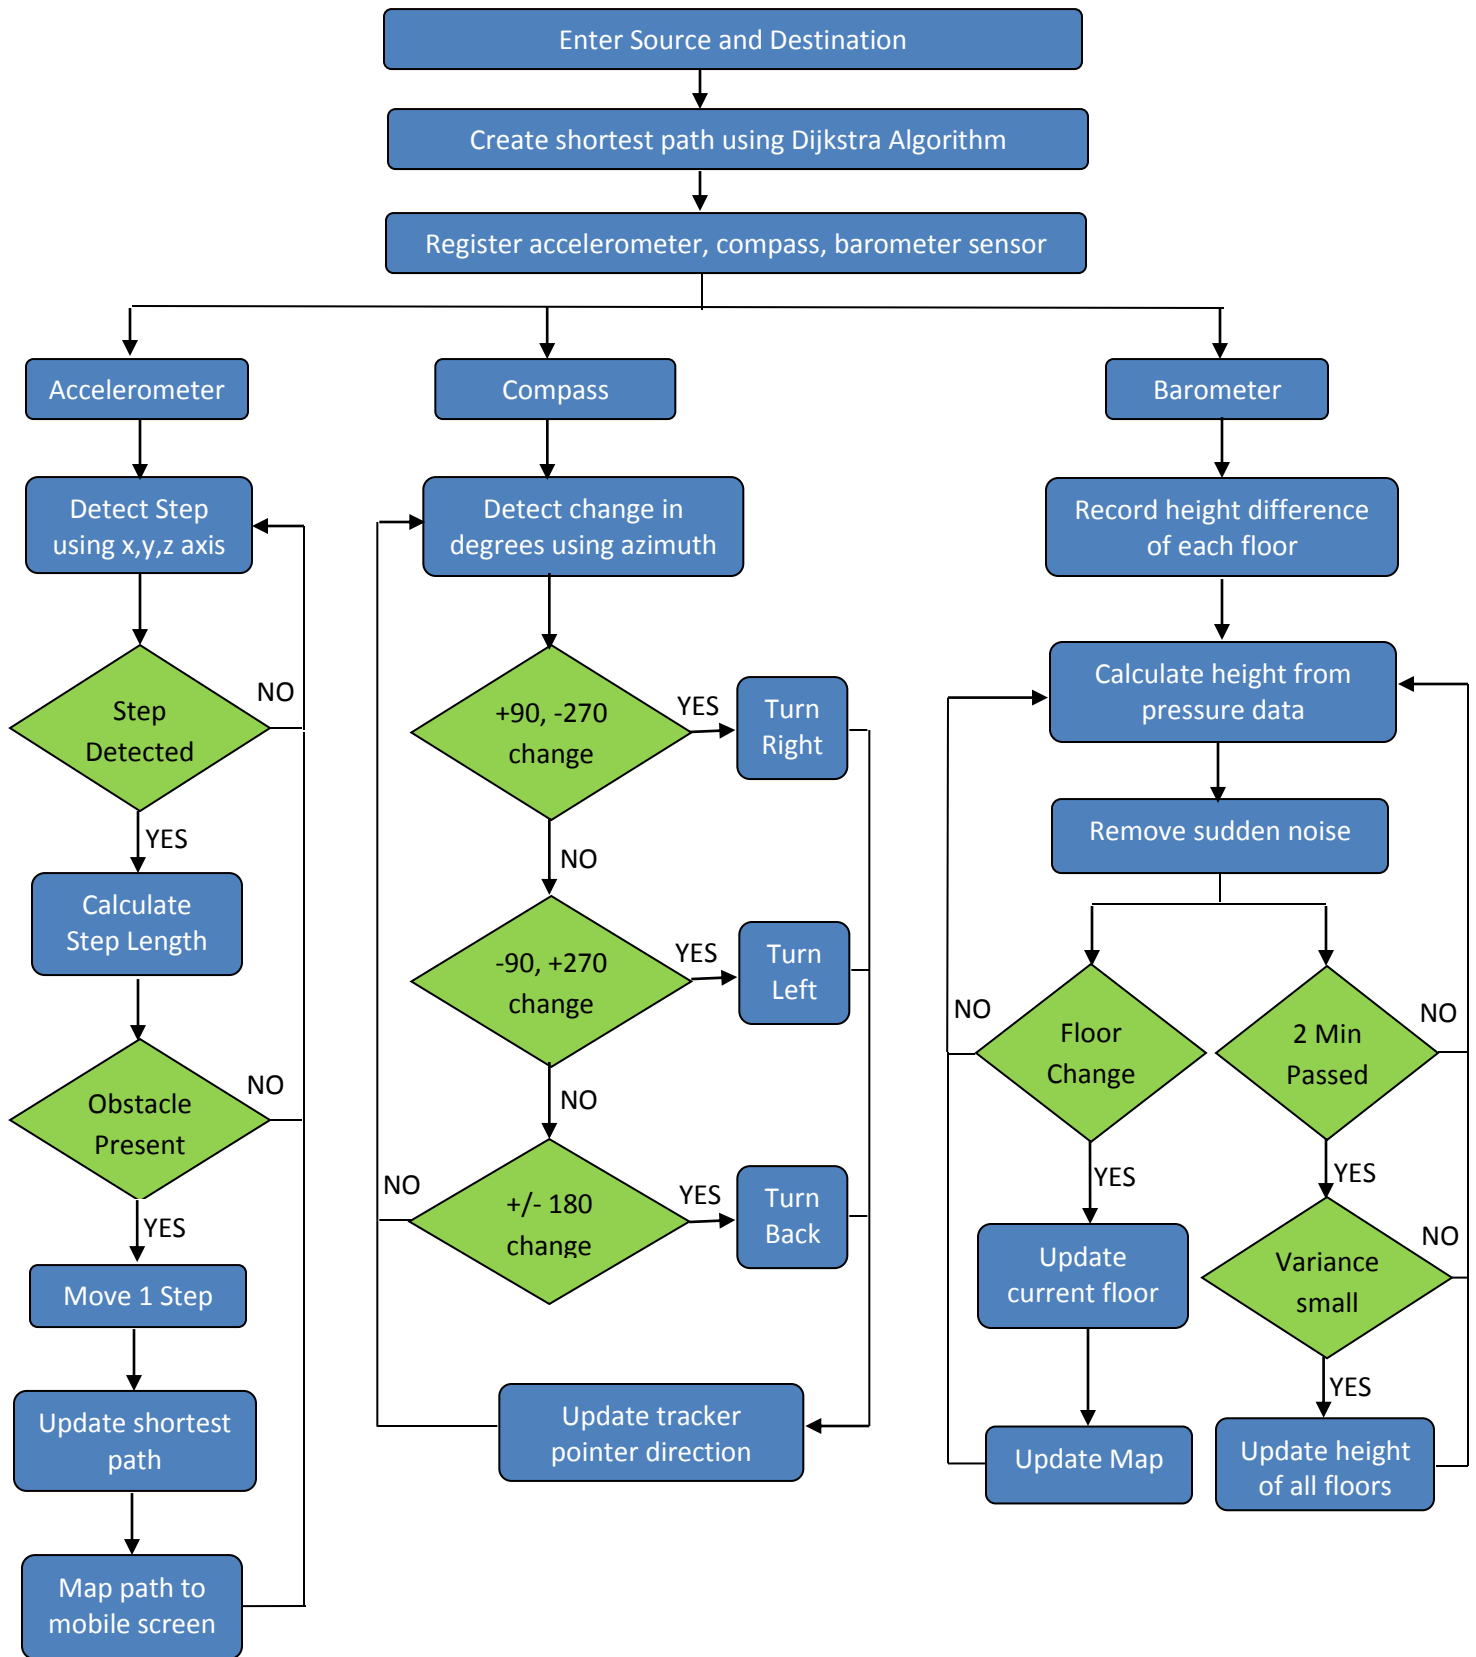 Enter Source and Destination
Create shortest path using Dijkstra Algorithm
Register accelerometer, compass, barometer sensor
Accelerometer
Detect Step
using x,y,z axis
NO
Step
Detected
YES
Calculate
Step Length
NO
Obstacle
Present
YES
Move 1 Step
Update shortest
path
Map path to
mobile screen
Compass
Detect change in
degrees using azimuth
+90, -270
change
YES
Turn
Right
NO
-90, +270
change
YES
Turn
Left
NO
NO
+/- 180
change
YES
Turn
Back
Update tracker
pointer direction
Barometer
Record height difference
of each floor
Calculate height from
pressure data
Remove sudden noise
NO
Floor
Change
YES
Update
current floor
Update Map
2 Min
Passed
NO
YES
Variance
small
NO
YES
Update height
of all floors